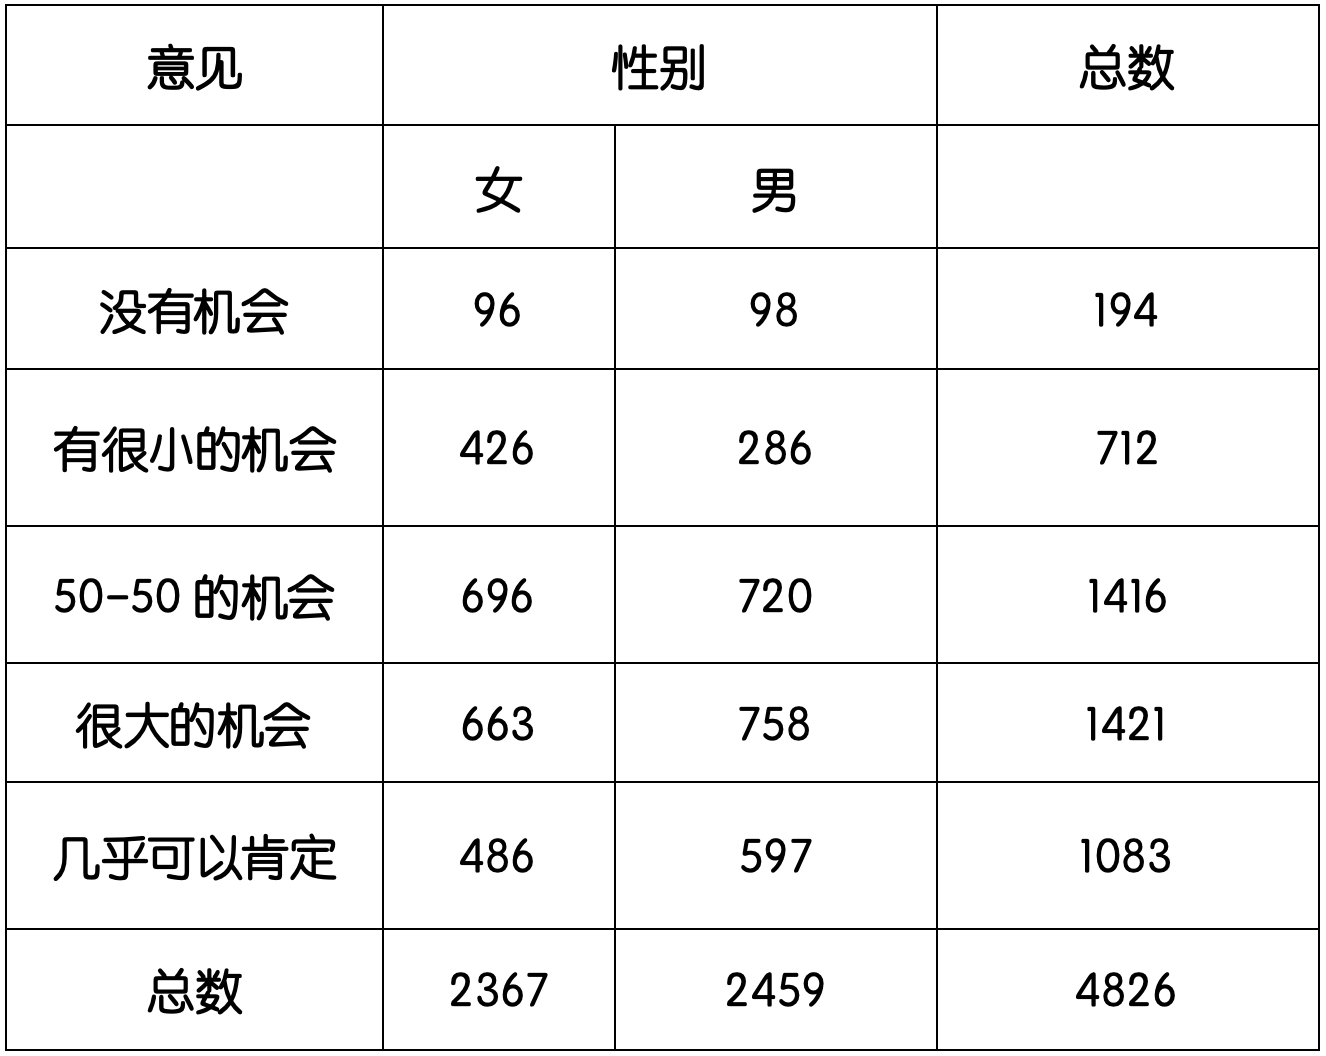 意见 性别 总数
女 男
没有机会 96 98 194
有很小的机会 426 286 712
50-50 的机会 696 720 1416
很大的机会 663 758 1421
几乎可以肯定 486 597 1083
总数 2367 2459 4826